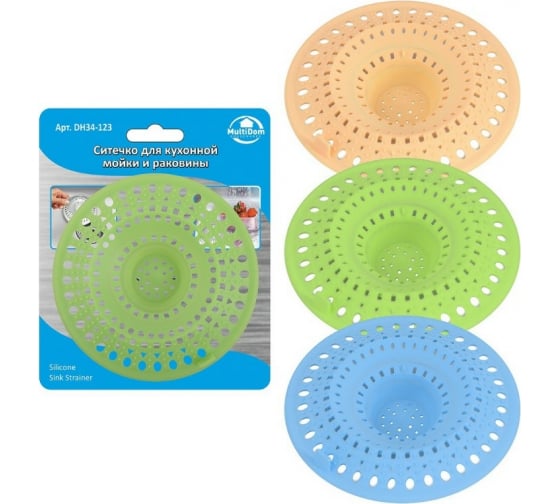 Арт. DH34-123
MultiDom
Ситечко для кухонной
мойки и раковины
Silicone
Sink Strainer